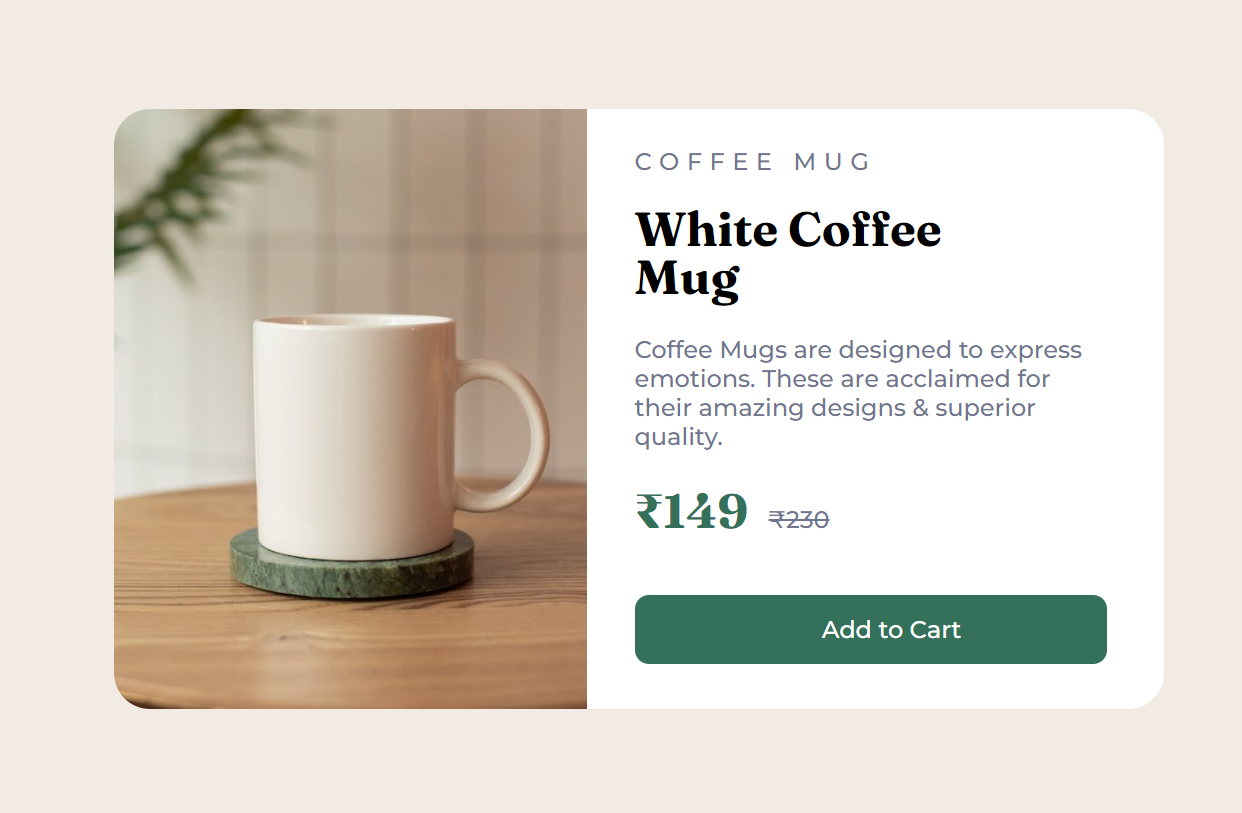 COFFEE MUG
White Coffee
Mug
Coffee Mugs are designed to express
emotions. These are acclaimed for
their amazing designs & superior
quality.
₹149 ₹230
Add to Cart